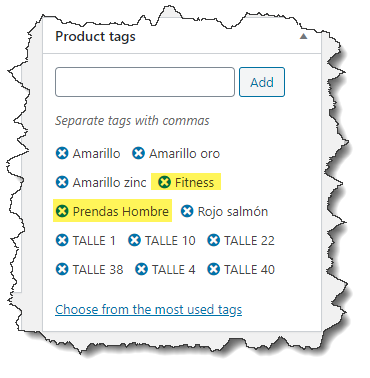 Product tags
Add
Separate tags with commas
Amarillo Amarillo oro
Amarillo zinc Fitness
Prendas Hombre Rojo salmón
TALLE 1 TALLE 10 TALLE 22
TALLE 38 TALLE 4 TALLE 40
Choose from the most used tags